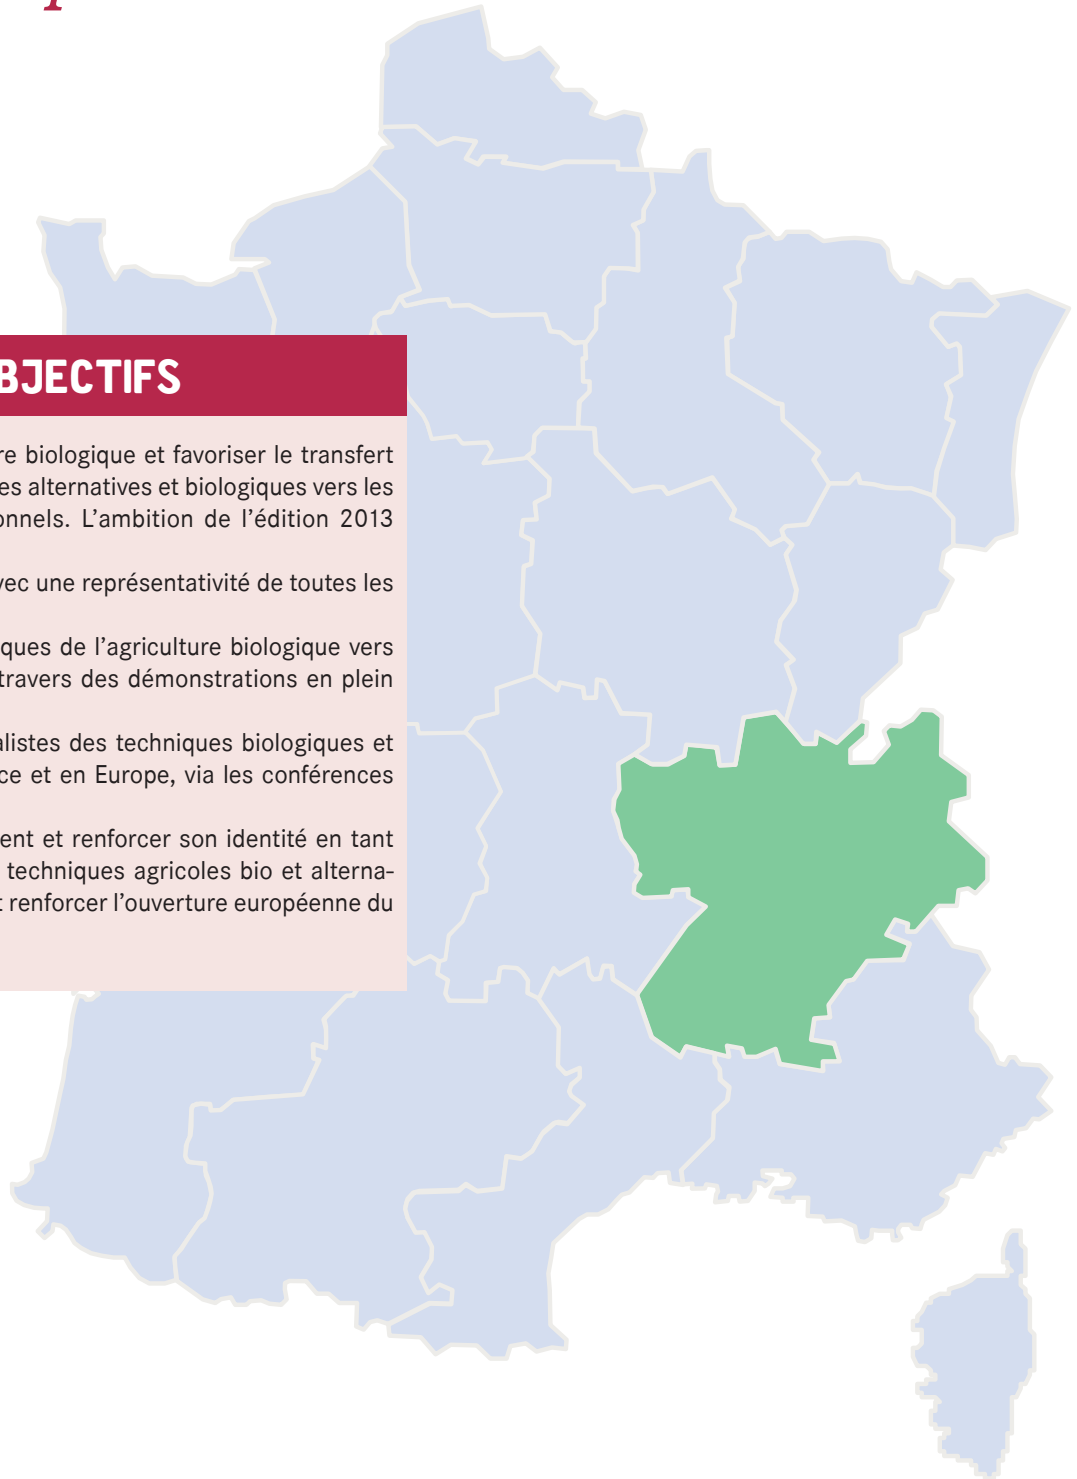 BJECTIFS
re biologique et favoriser le transfert
es alternatives et biologiques vers les
onnels. L’ambition de l’édition 2013
vec une représentativité de toutes les
iques de l’agriculture biologique vers
travers des démonstrations en plein
alistes des techniques biologiques et
ce et en Europe, via les conférences
ent et renforcer son identité en tant
techniques agricoles bio et alterna-
t renforcer l’ouverture européenne du